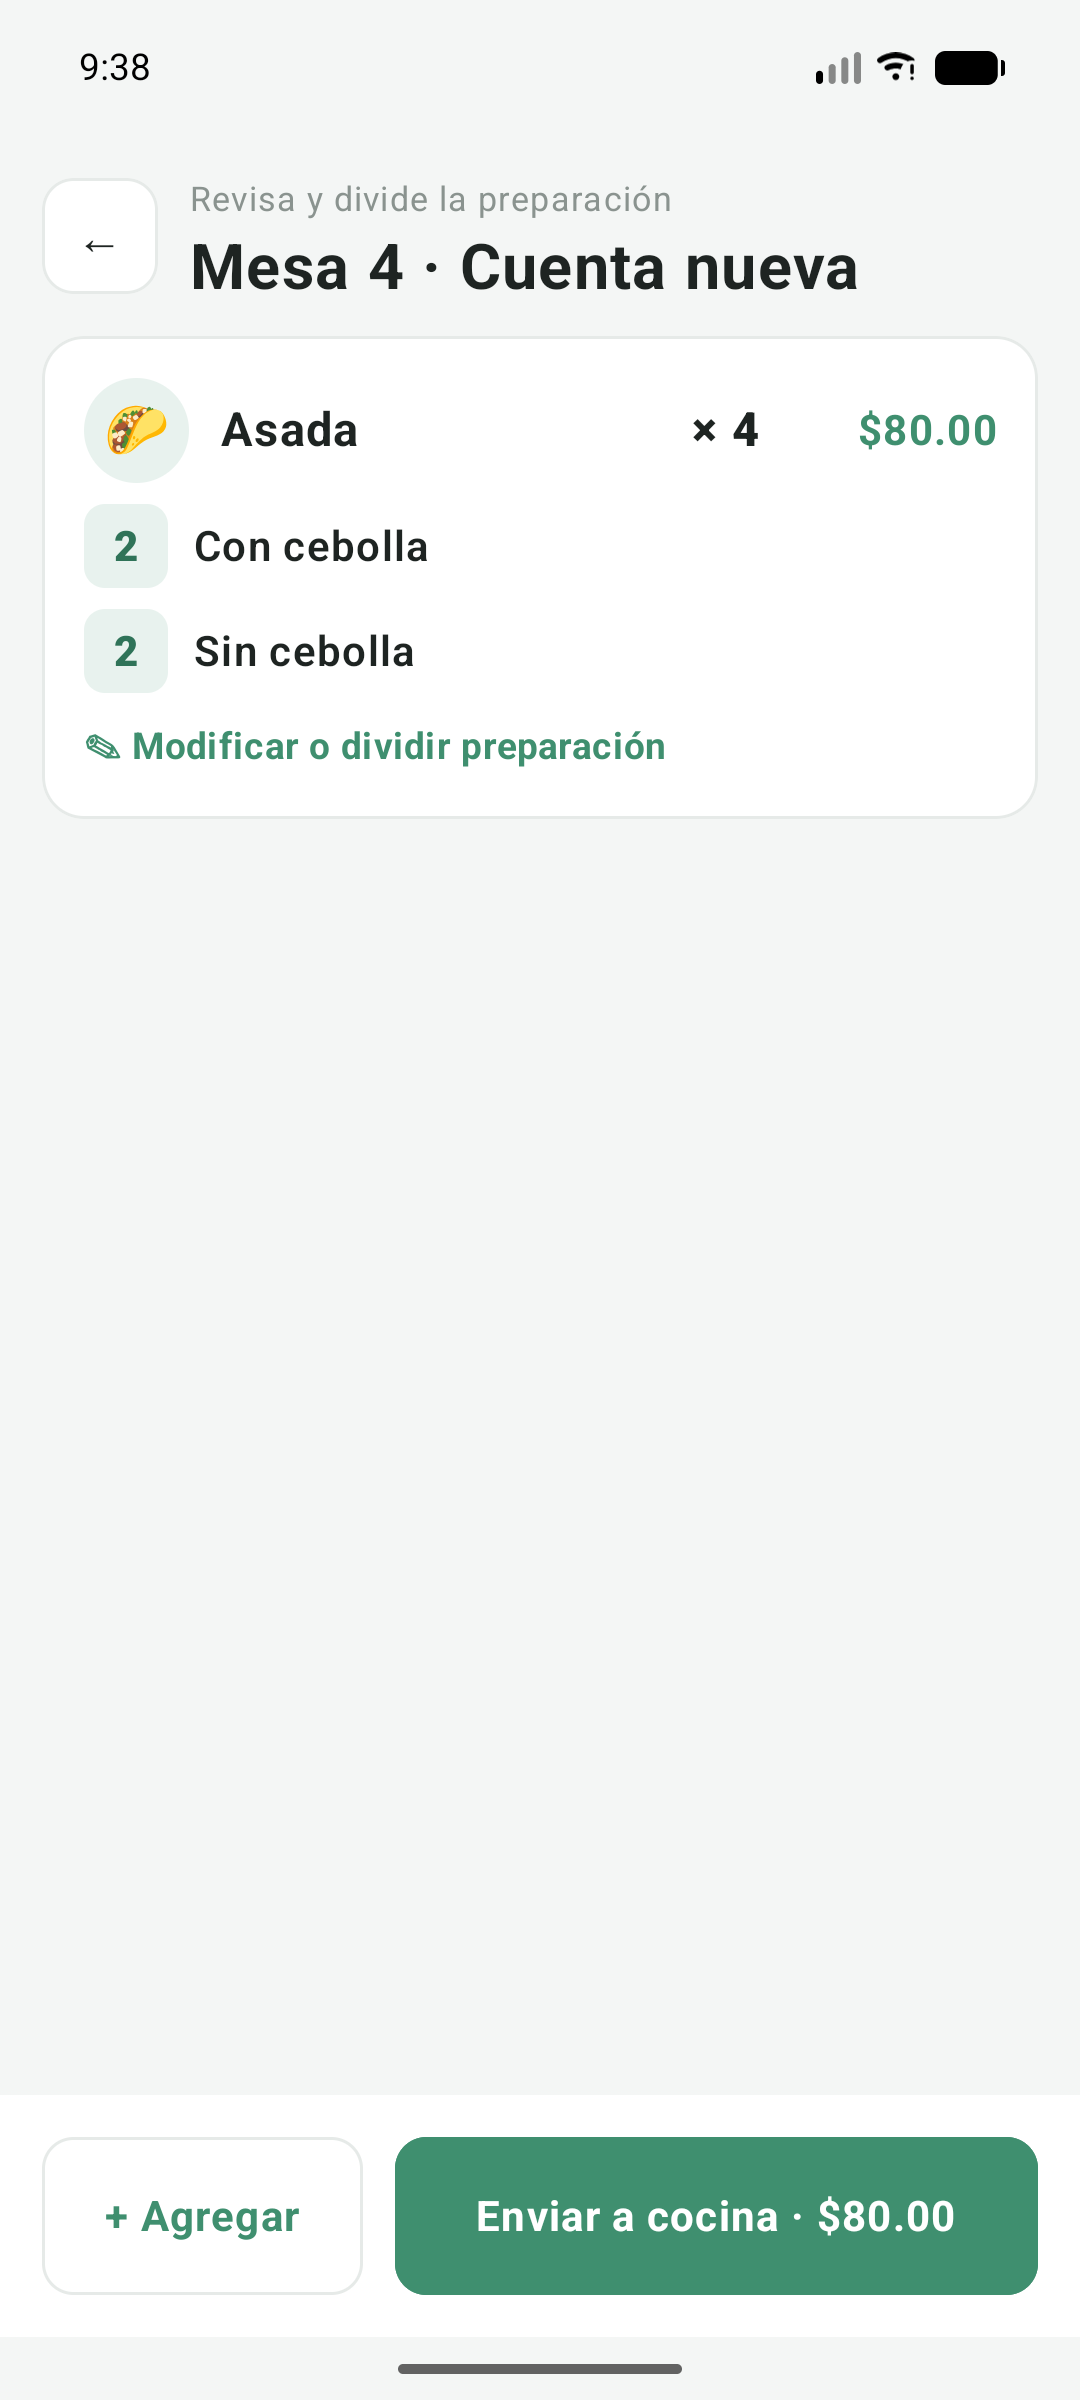 9:38
←
Revisa y divide la preparación
Mesa 4 · Cuenta nueva
Asada × 4 $80.00
2 Con cebolla
2 Sin cebolla
✎ Modificar o dividir preparación
+ Agregar
Enviar a cocina · $80.00